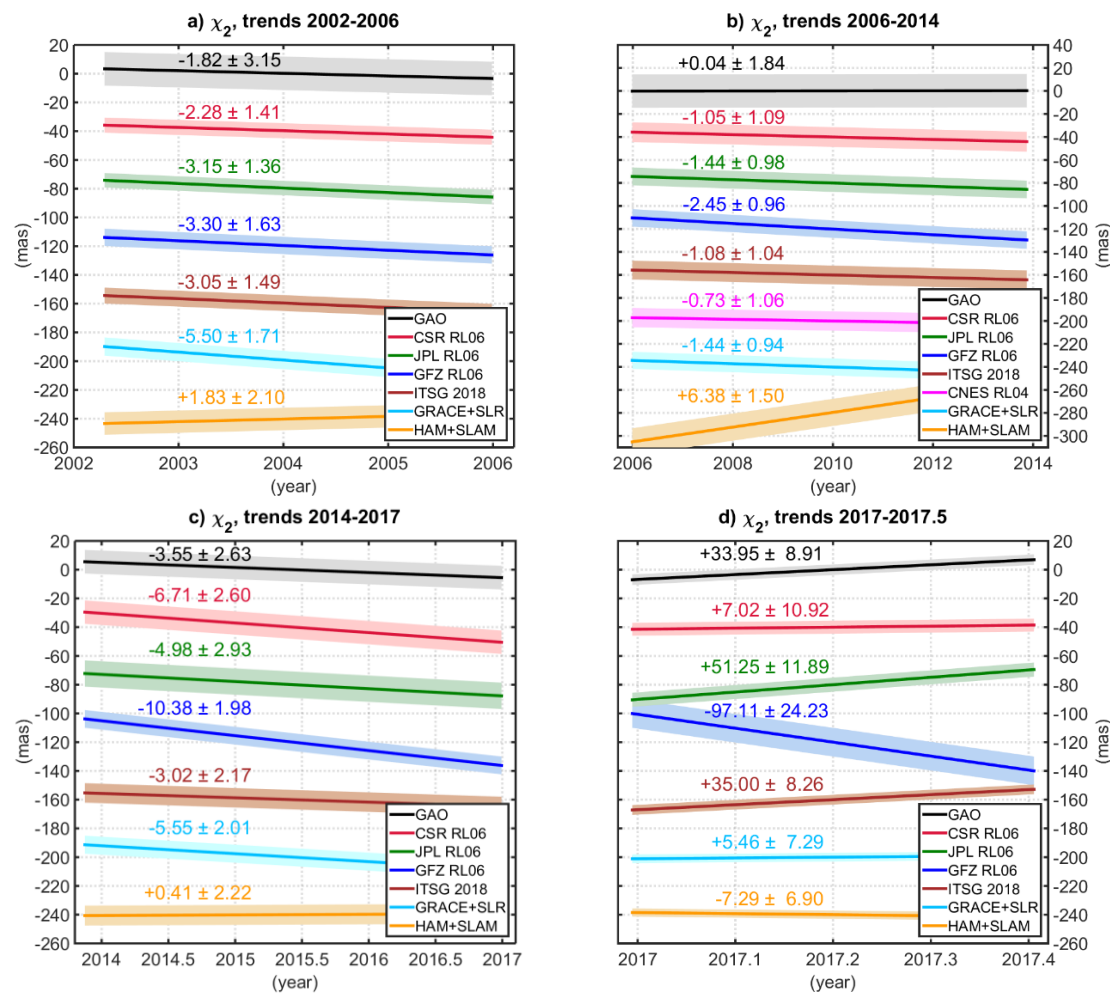 a) χ₂, trends 2002-2006
20
0
-20
-40
-60
-80
-100
-120
-140
-160
-180
-200
-220
-240
-260
(mas)
-1.82 ± 3.15
-2.28 ± 1.41
-3.15 ± 1.36
-3.30 ± 1.63
-3.05 ± 1.49
-5.50 ± 1.71
+1.83 ± 2.10
GAO
CSR RL06
JPL RL06
GFZ RL06
ITSG 2018
GRACE+SLR
HAM+SLAM
2002 2003 2004 2005 2006
(year)
b) χ₂, trends 2006-2014
+0.04 ± 1.84
-1.05 ± 1.09
-1.44 ± 0.98
-2.45 ± 0.96
-1.08 ± 1.04
-0.73 ± 1.06
-1.44 ± 0.94
+6.38 ± 1.50
GAO
CSR RL06
JPL RL06
GFZ RL06
ITSG 2018
CNES RL04
GRACE+SLR
HAM+SLAM
40
20
0
-20
-40
-60
-80
-100
-120
-140
-160
-180
-200
-220
-240
-260
-280
-300
(mas)
2006 2008 2010 2012 2014
(year)
c) χ₂, trends 2014-2017
20
0
-20
-40
-60
-80
-100
-120
-140
-160
-180
-200
-220
-240
-260
(mas)
-3.55 ± 2.63
-6.71 ± 2.60
-4.98 ± 2.93
-10.38 ± 1.98
-3.02 ± 2.17
-5.55 ± 2.01
+0.41 ± 2.22
GAO
CSR RL06
JPL RL06
GFZ RL06
ITSG 2018
GRACE+SLR
HAM+SLAM
2014 2014.5 2015 2015.5 2016 2016.5 2017
(year)
d) χ₂, trends 2017-2017.5
+33.95 ± 8.91
+7.02 ± 10.92
+51.25 ± 11.89
-97.11 ± 24.23
+35.00 ± 8.26
+5.46 ± 7.29
-7.29 ± 6.90
GAO
CSR RL06
JPL RL06
GFZ RL06
ITSG 2018
GRACE+SLR
HAM+SLAM
20
0
-20
-40
-60
-80
-100
-120
-140
-160
-180
-200
-220
-240
-260
(mas)
2017 2017.1 2017.2 2017.3 2017.4
(year)